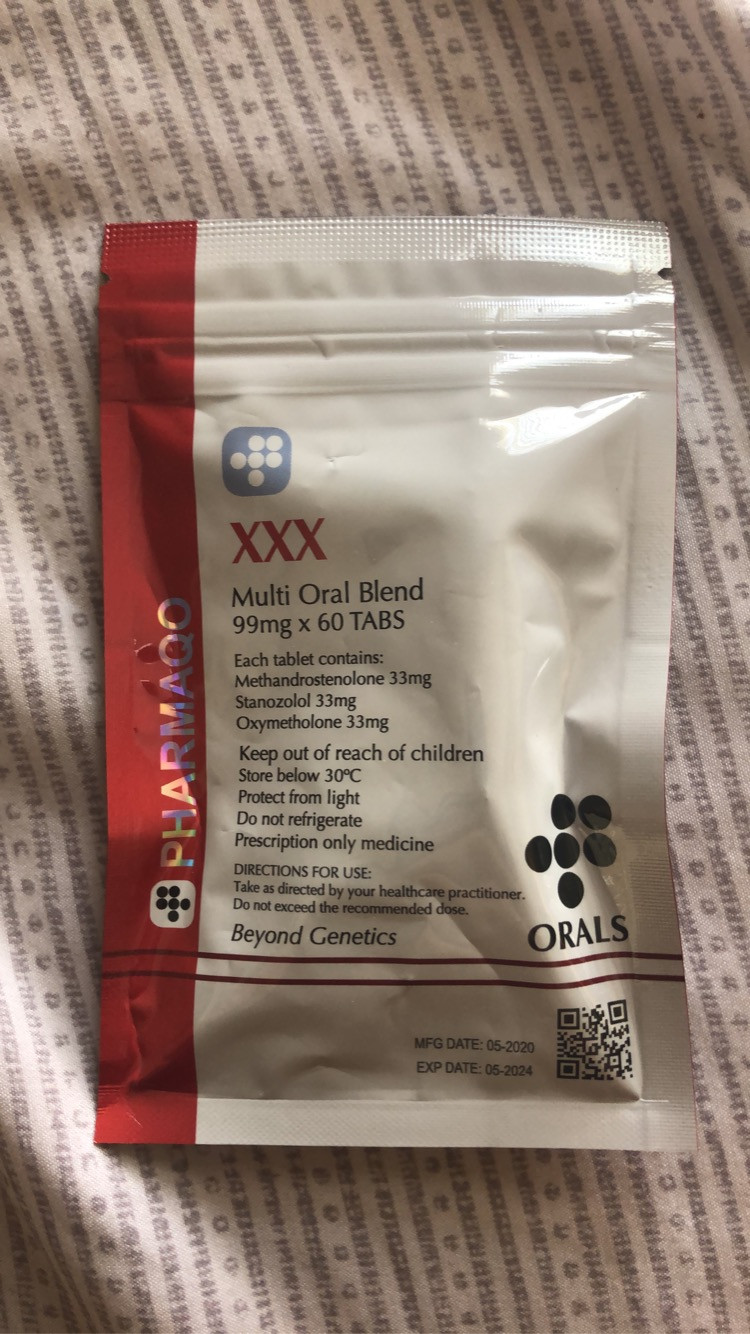 XXX
Multi Oral Blend
99mg x 60 TABS
Each tablet contains:
Methandrostenolone 33mg
Stanozolol 33mg
Oxymetholone 33mg
Keep out of reach of children
Store below 30ºC
Protect from light
Do not refrigerate
Prescription only medicine
DIRECTIONS FOR USE:
Take as directed by your healthcare practitioner.
Do not exceed the recommended dose.
Beyond Genetics
PHARMAQO
ORALS
MFG DATE: 05-2020
EXP DATE: 05-2024